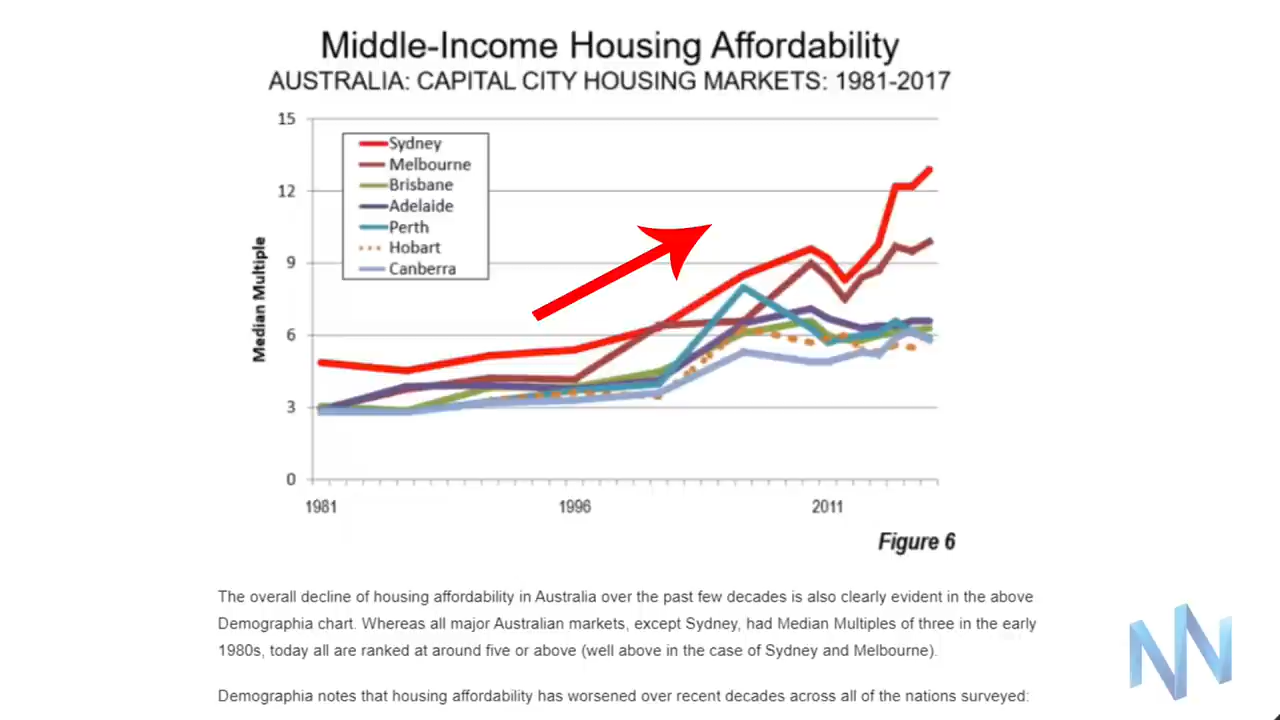 Middle-Income Housing Affordability
AUSTRALIA: CAPITAL CITY HOUSING MARKETS: 1981-2017
Median Multiple
15
12
9
6
3
0
Sydney
Melbourne
Brisbane
Adelaide
Perth
Hobart
Canberra
1981
1996
2011
Figure 6
The overall decline of housing affordability in Australia over the past few decades is also clearly evident in the above
Demographia chart. Whereas all major Australian markets, except Sydney, had Median Multiples of three in the early
1980s, today all are ranked at around five or above (well above in the case of Sydney and Melbourne).
Demographia notes that housing affordability has worsened over recent decades across all of the nations surveyed: